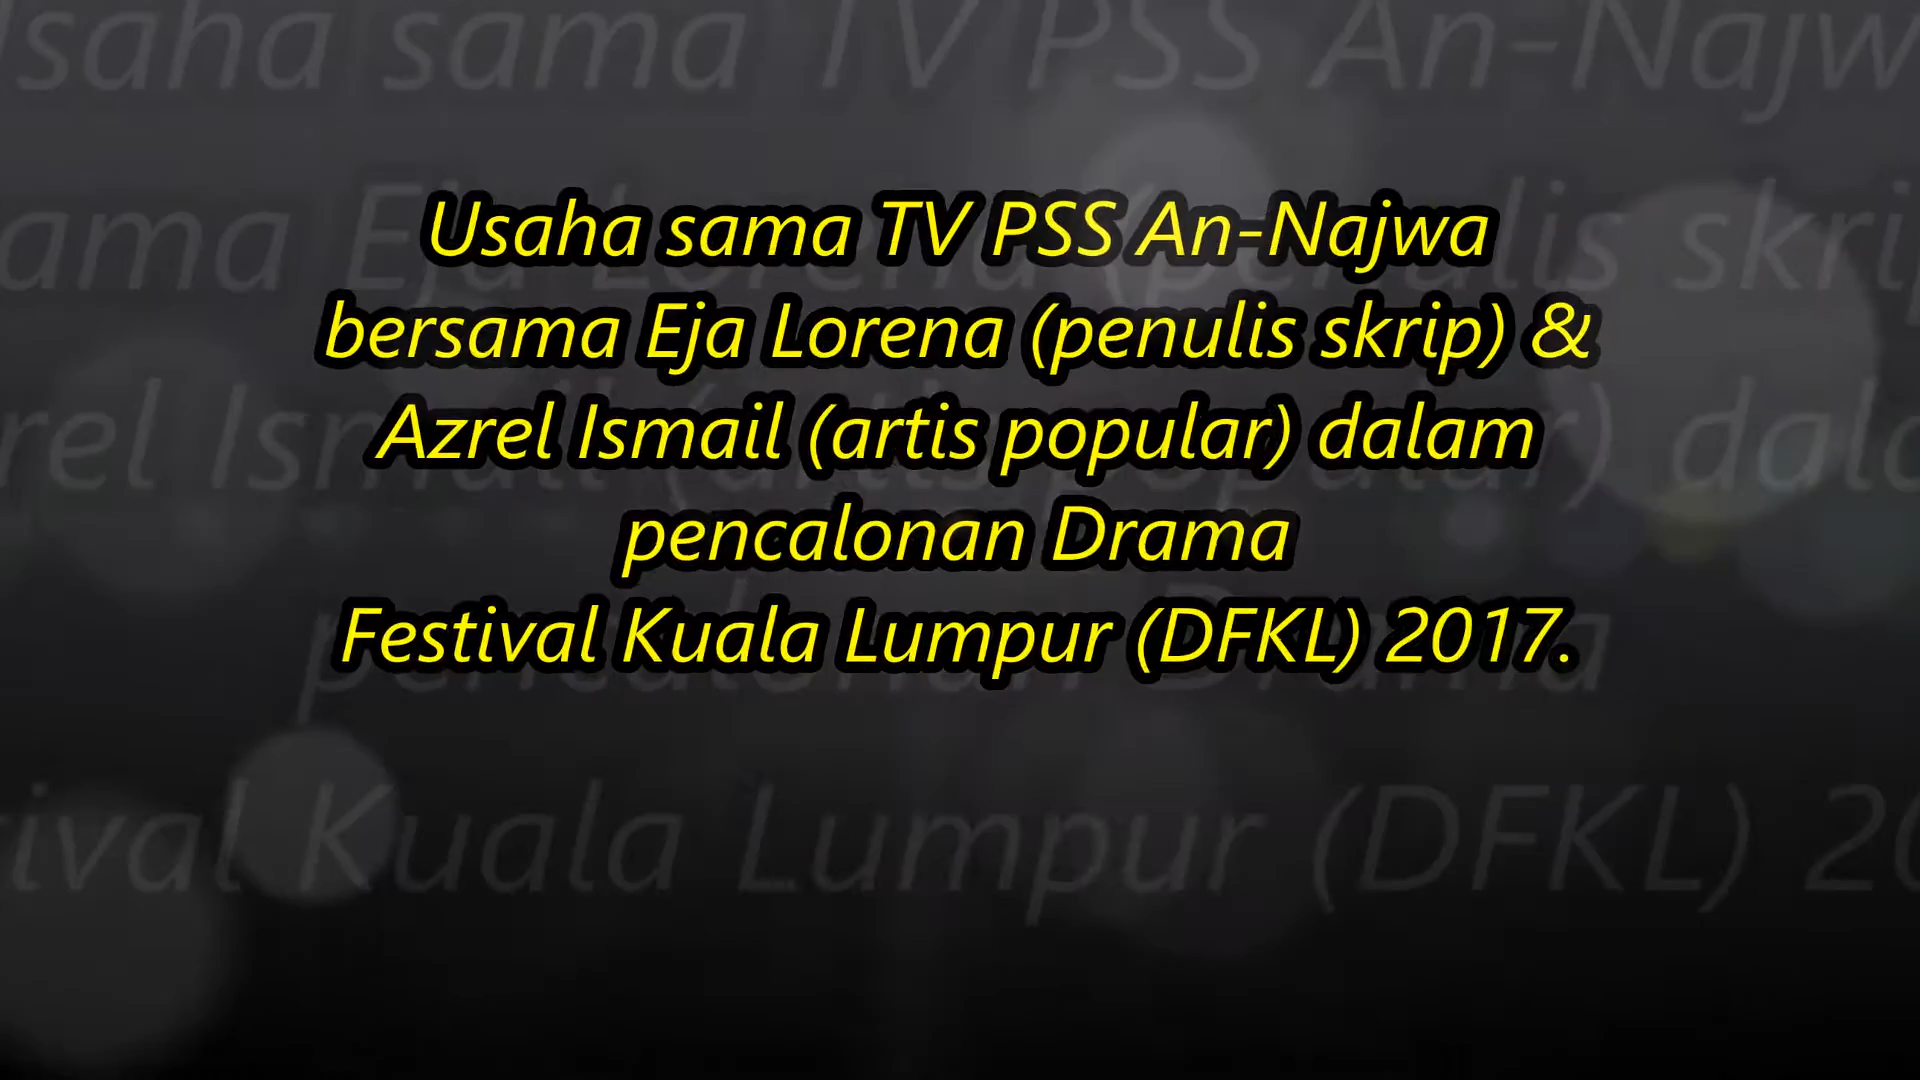 Usaha sama TV PSS An-Najwa
bersama Eja Lorena (penulis skrip) &
Azrel Ismail (artis popular) dalam
pencalonan Drama
Festival Kuala Lumpur (DFKL) 2017.